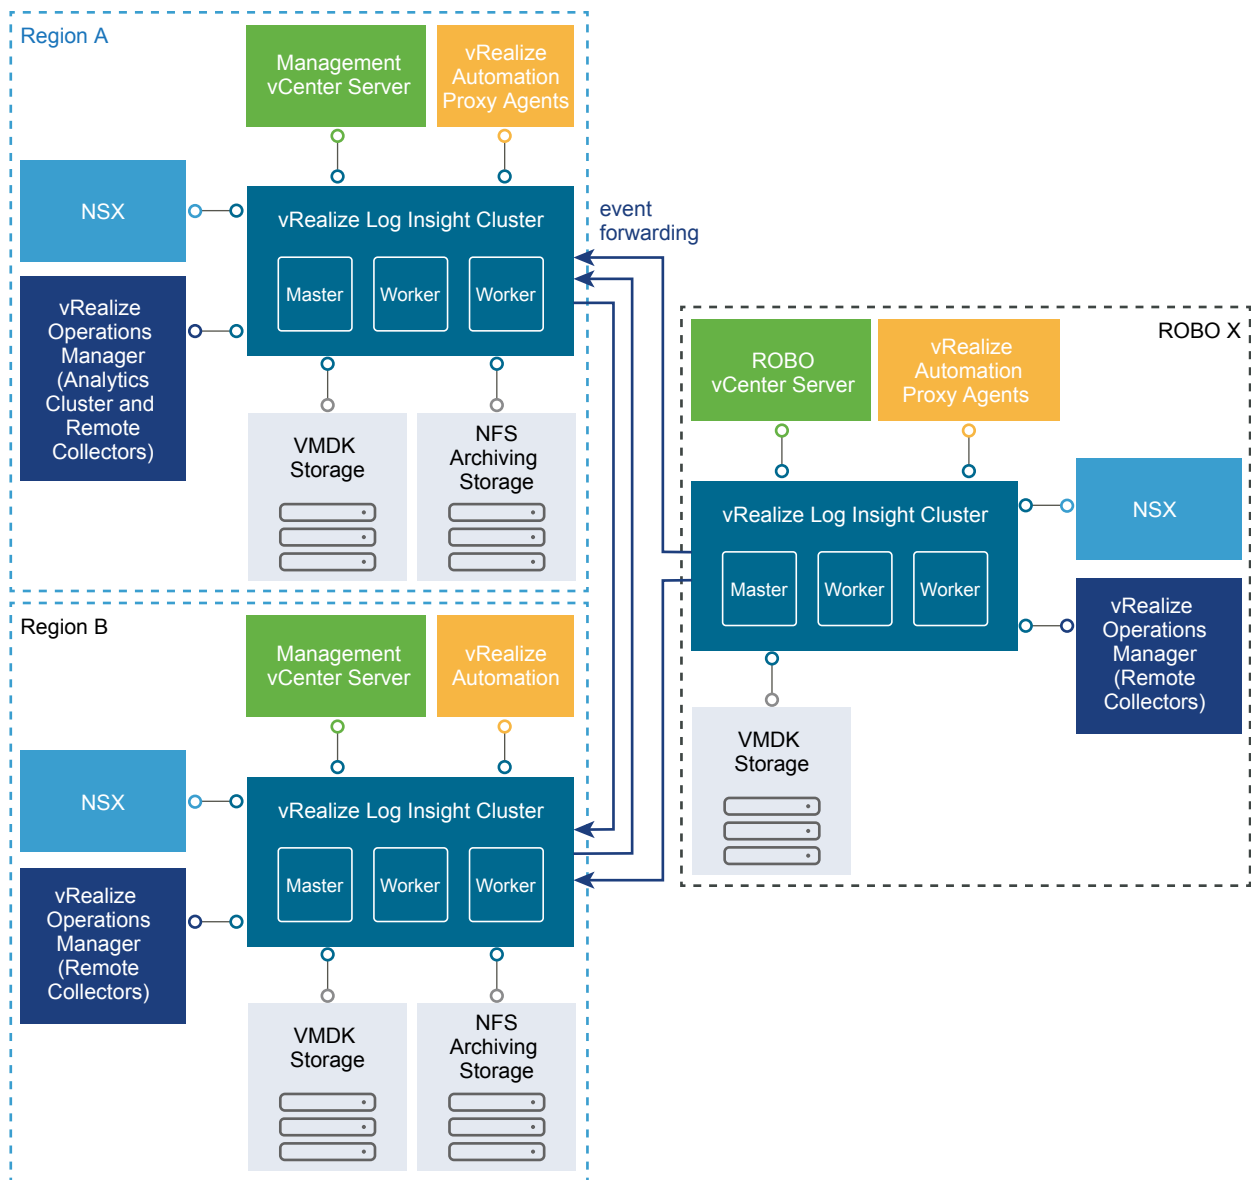 Region A
Management
vCenter Server
vRealize
Automation
Proxy Agents
NSX
vRealize Log Insight Cluster
Master
Worker
Worker
vRealize
Operations
Manager
(Analytics
Cluster and
Remote
Collectors)
VMDK
Storage
NFS
Archiving
Storage
event
forwarding
ROBO X
ROBO
vCenter Server
vRealize
Automation
Proxy Agents
vRealize Log Insight Cluster
Master
Worker
Worker
NSX
vRealize
Operations
Manager
(Remote
Collectors)
VMDK
Storage
Region B
Management
vCenter Server
vRealize
Automation
NSX
vRealize Log Insight Cluster
Master
Worker
Worker
vRealize
Operations
Manager
(Remote
Collectors)
VMDK
Storage
NFS
Archiving
Storage